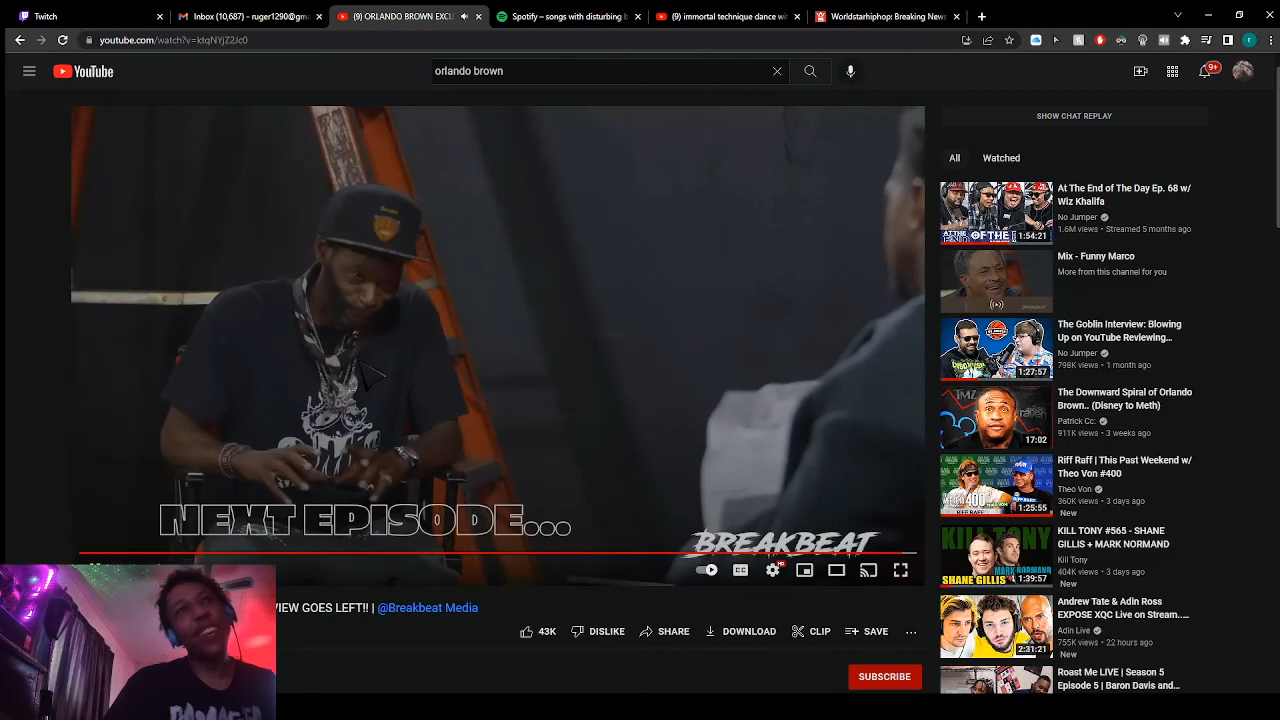 Twitch
Inbox (10,687) - ruger1290@gm
(9) ORLANDO BROWN EXCL
Spotify – songs with disturbing b
(9) immortal technique dance wit
Worldstarhiphop: Breaking News
youtube.com/watch?v=ktqNYjZ2Jc0
YouTube
orlando brown
9+
SHOW CHAT REPLAY
All
Watched
At The End of The Day Ep. 68 w/
Wiz Khalifa
No Jumper
1.6M views • Streamed 5 months ago
1:54:21
Mix - Funny Marco
More from this channel for you
The Goblin Interview: Blowing
Up on YouTube Reviewing...
No Jumper
798K views • 1 month ago
1:27:57
The Downward Spiral of Orlando
Brown.. (Disney to Meth)
Patrick Cc:
911K views • 3 weeks ago
17:02
Riff Raff | This Past Weekend w/
Theo Von #400
Theo Von
360K views • 3 days ago
New
1:25:55
KILL TONY #565 - SHANE
GILLIS + MARK NORMAND
Kill Tony
404K views • 3 days ago
New
KILL TONY
SHANE GILLIS
1:39:57
Andrew Tate & Adin Ross
EXPOSE XQC Live on Stream.....
Adin Live
755K views • 22 hours ago
New
2:31:21
Roast Me LIVE | Season 5
Episode 5 | Baron Davis and...
NEXT EPISODE...
BREAKBEAT
CC
HD
VIEW GOES LEFT!! | @Breakbeat Media
43K
DISLIKE
SHARE
DOWNLOAD
CLIP
SAVE
SUBSCRIBE